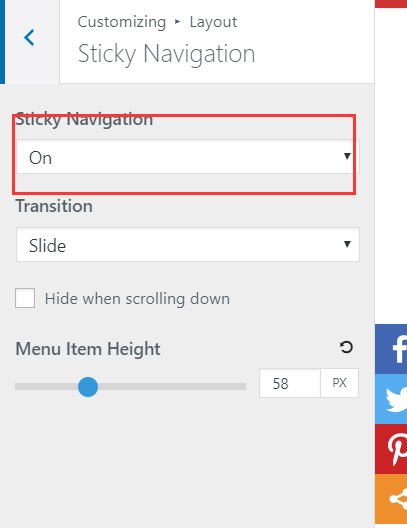 Customizing ▸ Layout
Sticky Navigation
Sticky Navigation
On
Transition
Slide
Hide when scrolling down
Menu Item Height
58 PX